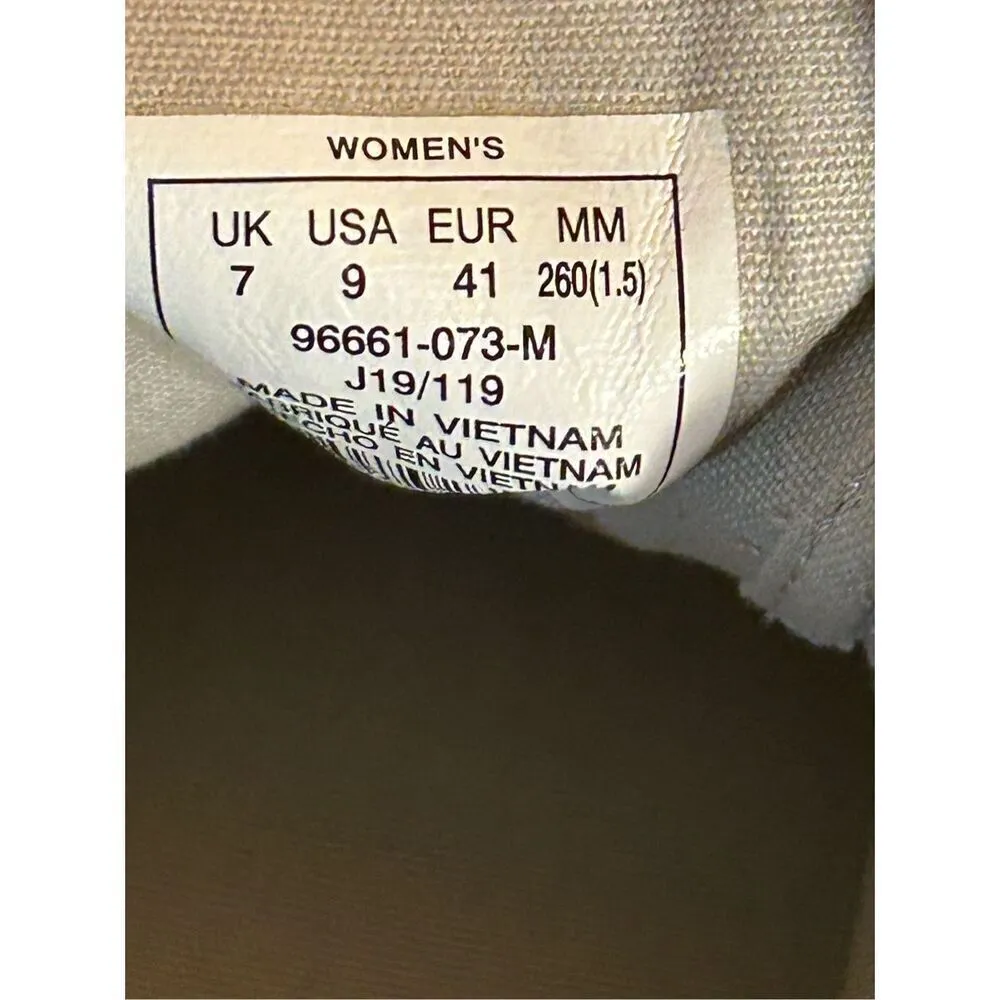 WOMEN'S
UK USA EUR MM
7 9 41 260(1.5)
96661-073-M
J19/119
MADE IN VIETNAM
AU VIETNAM
EN